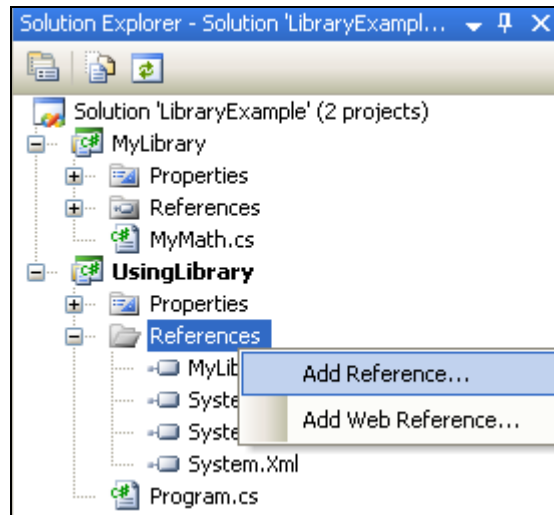 Solution Explorer - Solution 'LibraryExampl...
Solution 'LibraryExample' (2 projects)
MyLibrary
Properties
References
MyMath.cs
UsingLibrary
Properties
References
Add Reference...
Add Web Reference...
System.Xml
Program.cs